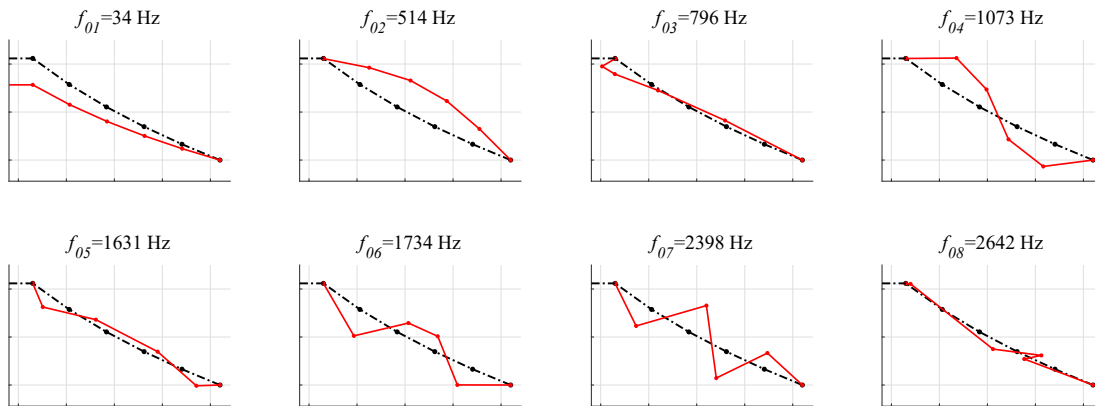 f01=34 Hz
f02=514 Hz
f03=796 Hz
f04=1073 Hz
f05=1631 Hz
f06=1734 Hz
f07=2398 Hz
f08=2642 Hz